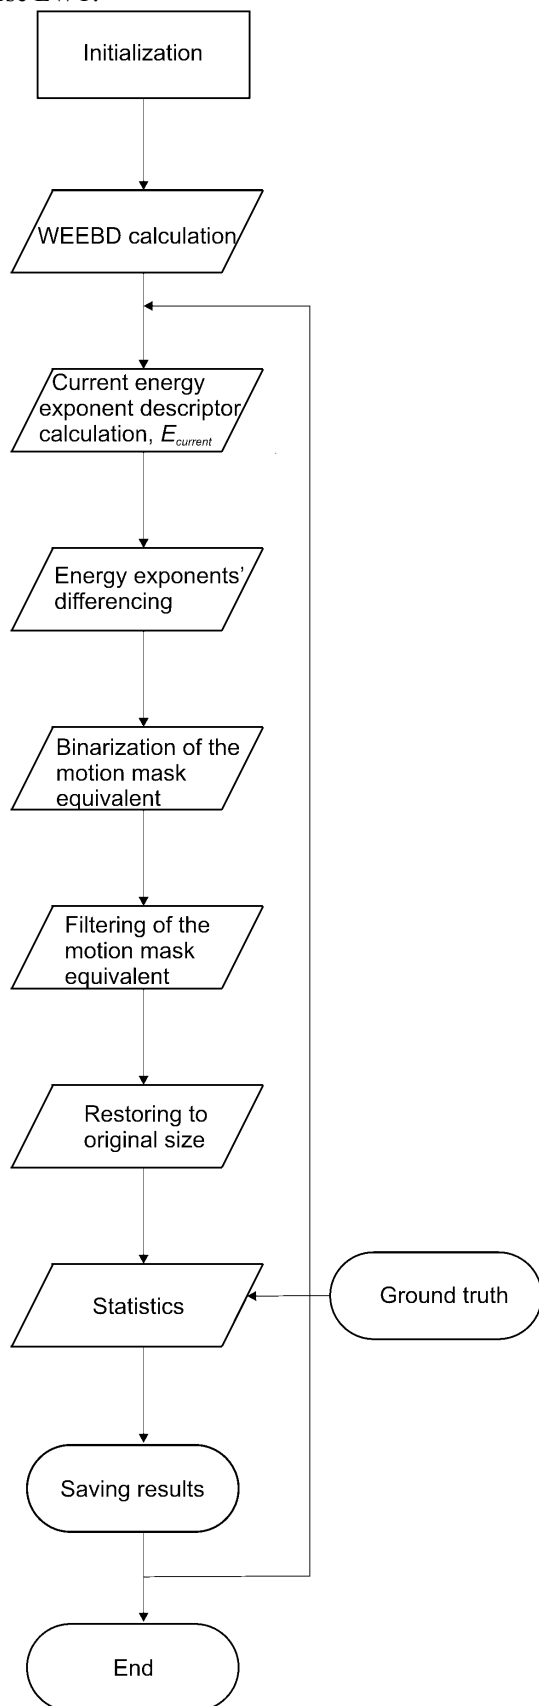 Initialization
WEEBD calculation
Current energy
exponent descriptor
calculation, E current
Energy exponents’
differencing
Binarization of the
motion mask
equivalent
Filtering of the
motion mask
equivalent
Restoring to
original size
Statistics
Ground truth
Saving results
End